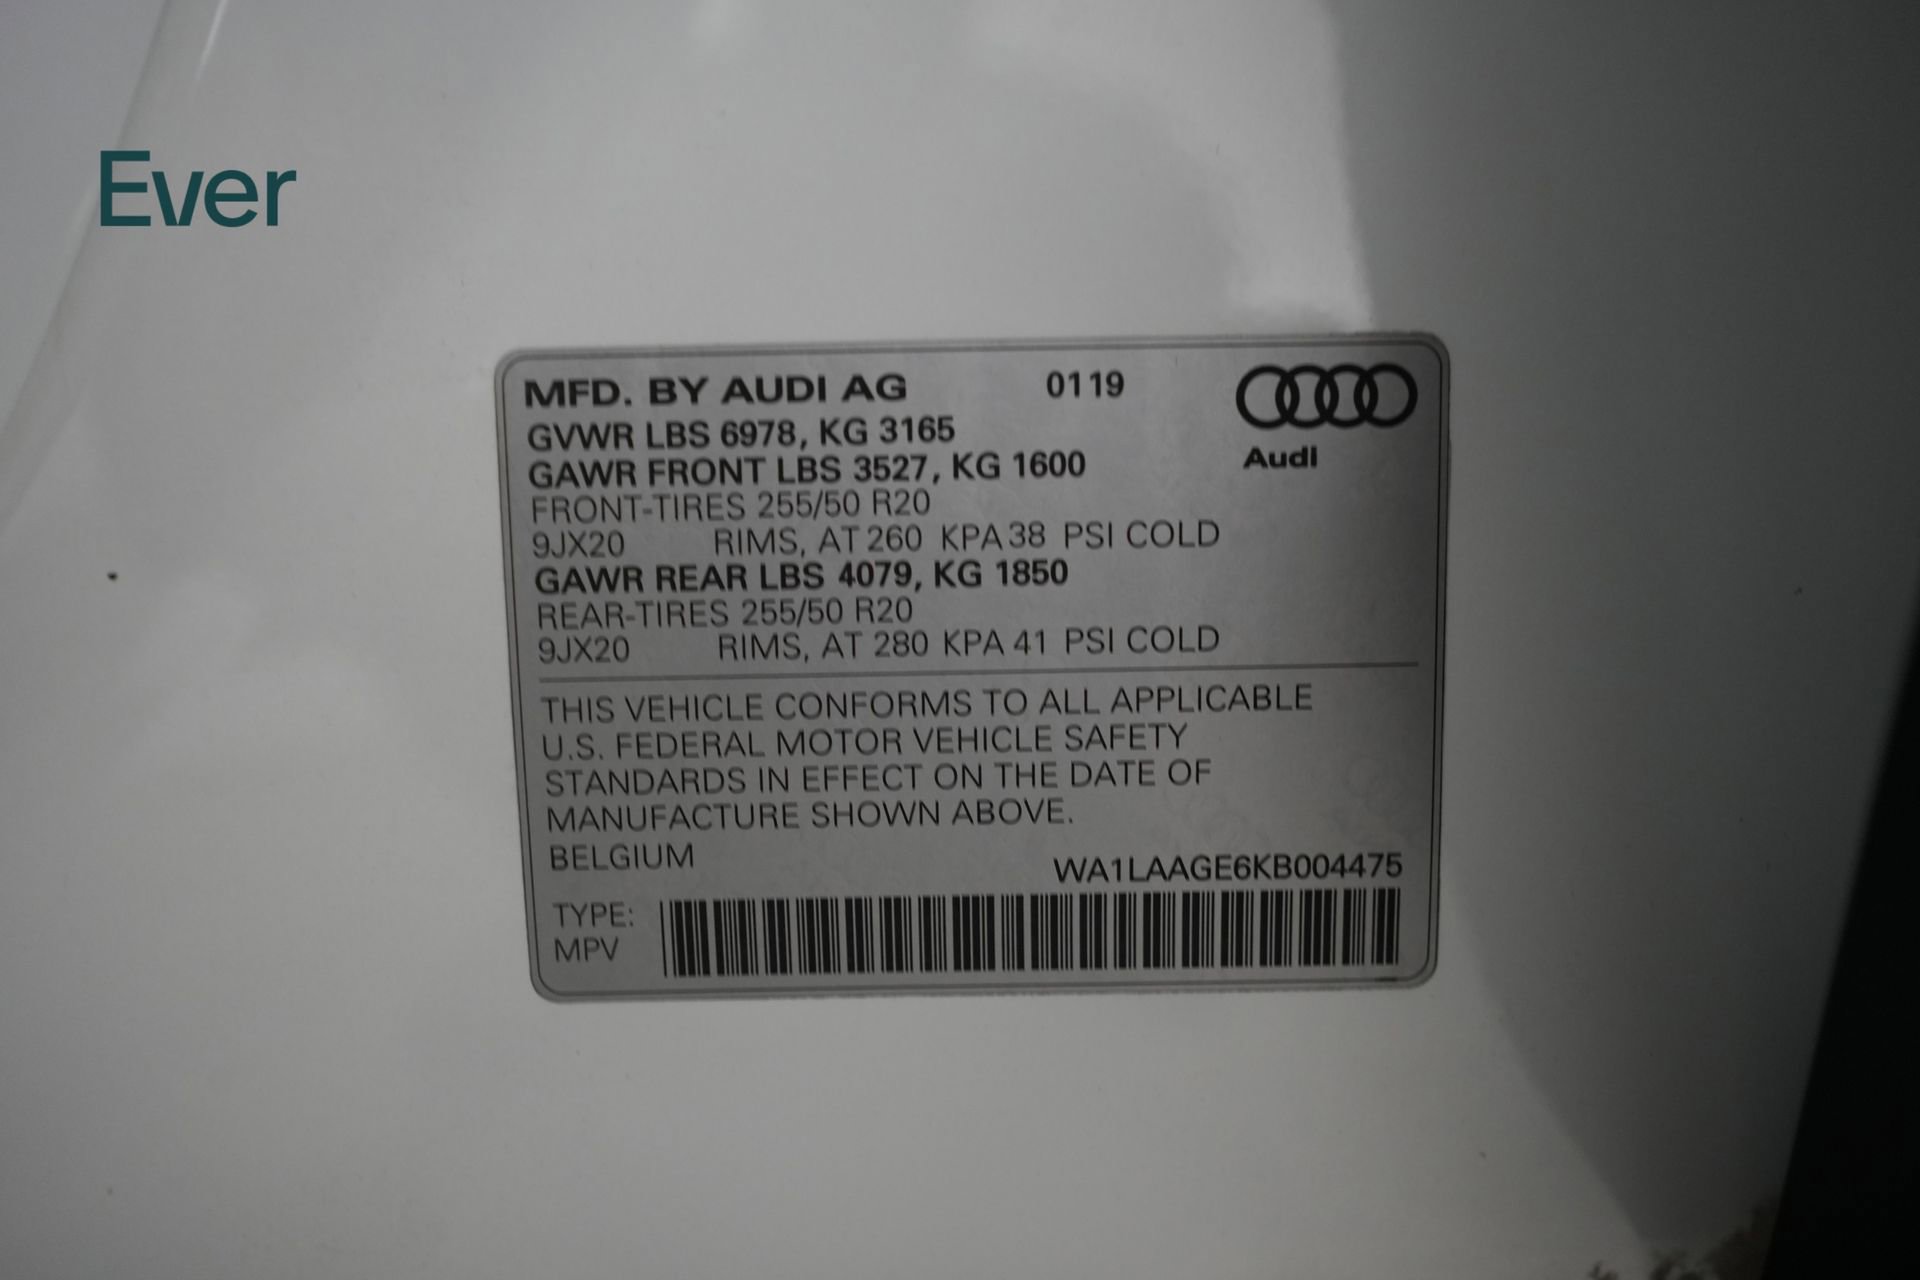 Ever
MFD. BY AUDI AG 0119
GVWR LBS 6978, KG 3165
GAWR FRONT LBS 3527, KG 1600
Audi
FRONT-TIRES 255/50 R20
9JX20 RIMS, AT 260 KPA 38 PSI COLD
GAWR REAR LBS 4079, KG 1850
REAR-TIRES 255/50 R20
9JX20 RIMS, AT 280 KPA 41 PSI COLD
THIS VEHICLE CONFORMS TO ALL APPLICABLE
U.S. FEDERAL MOTOR VEHICLE SAFETY
STANDARDS IN EFFECT ON THE DATE OF
MANUFACTURE SHOWN ABOVE.
BELGIUM WA1LAAGE6KB004475
TYPE:
MPV